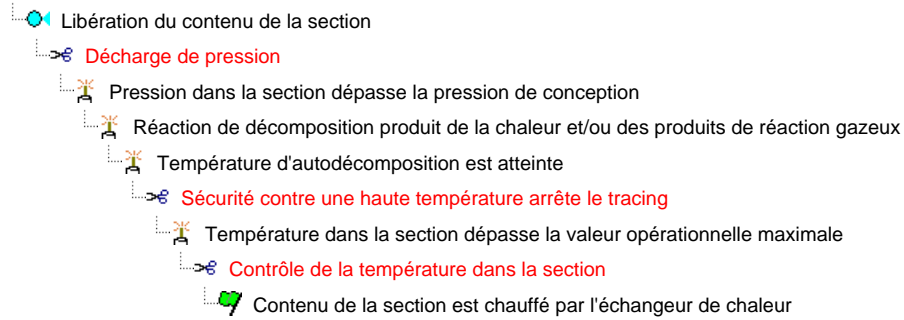 Libération du contenu de la section
Décharge de pression
Pression dans la section dépasse la pression de conception
Réaction de décomposition produit de la chaleur et/ou des produits de réaction gazeux
Température d'autodécomposition est atteinte
Sécurité contre une haute température arrête le tracing
Température dans la section dépasse la valeur opérationnelle maximale
Contrôle de la température dans la section
Contenu de la section est chauffé par l'échangeur de chaleur